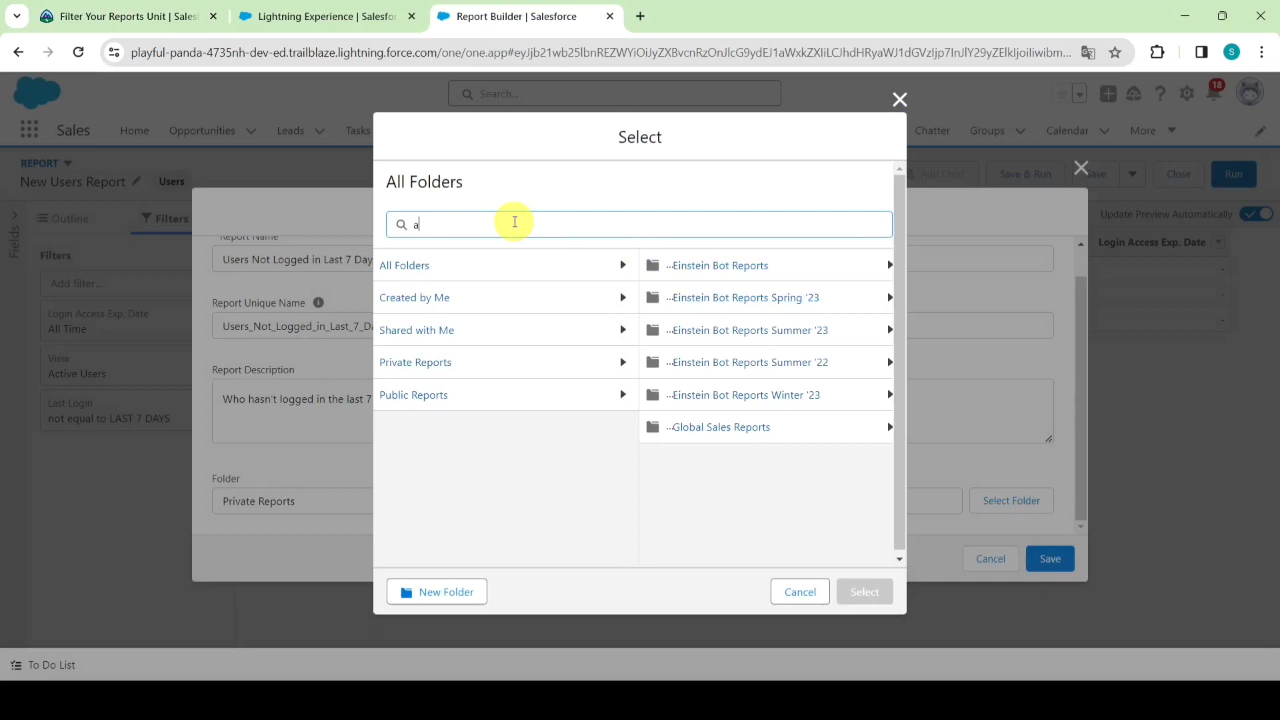 Filter Your Reports Unit | Salesf
Lightning Experience | Salesfor
Report Builder | Salesforce
playful-panda-4735nh-dev-ed.trailblaze.lightning.force.com/one/one.app#eyJjb21wb25lbnREZWYiOiJyZXBvcnRzOnJlcG9ydEJ1aWxkZXIiLCJhdHRyaWJ1dGVzIjp7InJlY29yZElkIjoiIiwibm...
S
Search...
18
Sales
Home
Opportunities
Leads
Tasks
Chatter
Groups
Calendar
More
REPORT
New Users Report
Users
Add Chart
Save & Run
Save
Close
Run
Fields
Outline
Filters
Update Preview Automatically
Filters
Add filter...
Login Access Exp. Date
All Time
View
Active Users
Last Login
not equal to LAST 7 DAYS
Login Access Exp. Date
-
-
-
Report Name
Users Not Logged in Last 7 Day
Report Unique Name
Users_Not_Logged_in_Last_7_Da
Report Description
Who hasn't logged in the last 7
Folder
Private Reports
Select Folder
Cancel
Save
Select
All Folders
a
All Folders
Created by Me
Shared with Me
Private Reports
Public Reports
...Einstein Bot Reports
...Einstein Bot Reports Spring '23
...Einstein Bot Reports Summer '23
...Einstein Bot Reports Summer '22
...Einstein Bot Reports Winter '23
...Global Sales Reports
New Folder
Cancel
Select
To Do List